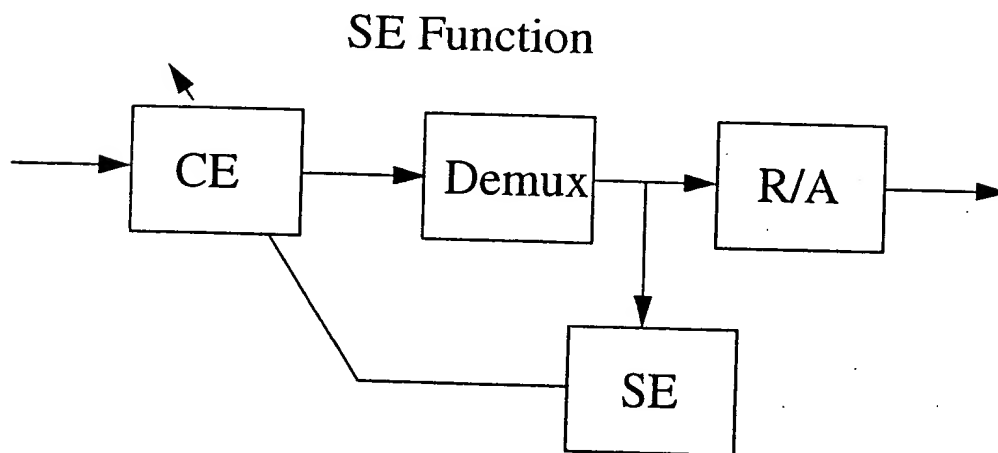 SE Function
CE
Demux
R/A
SE